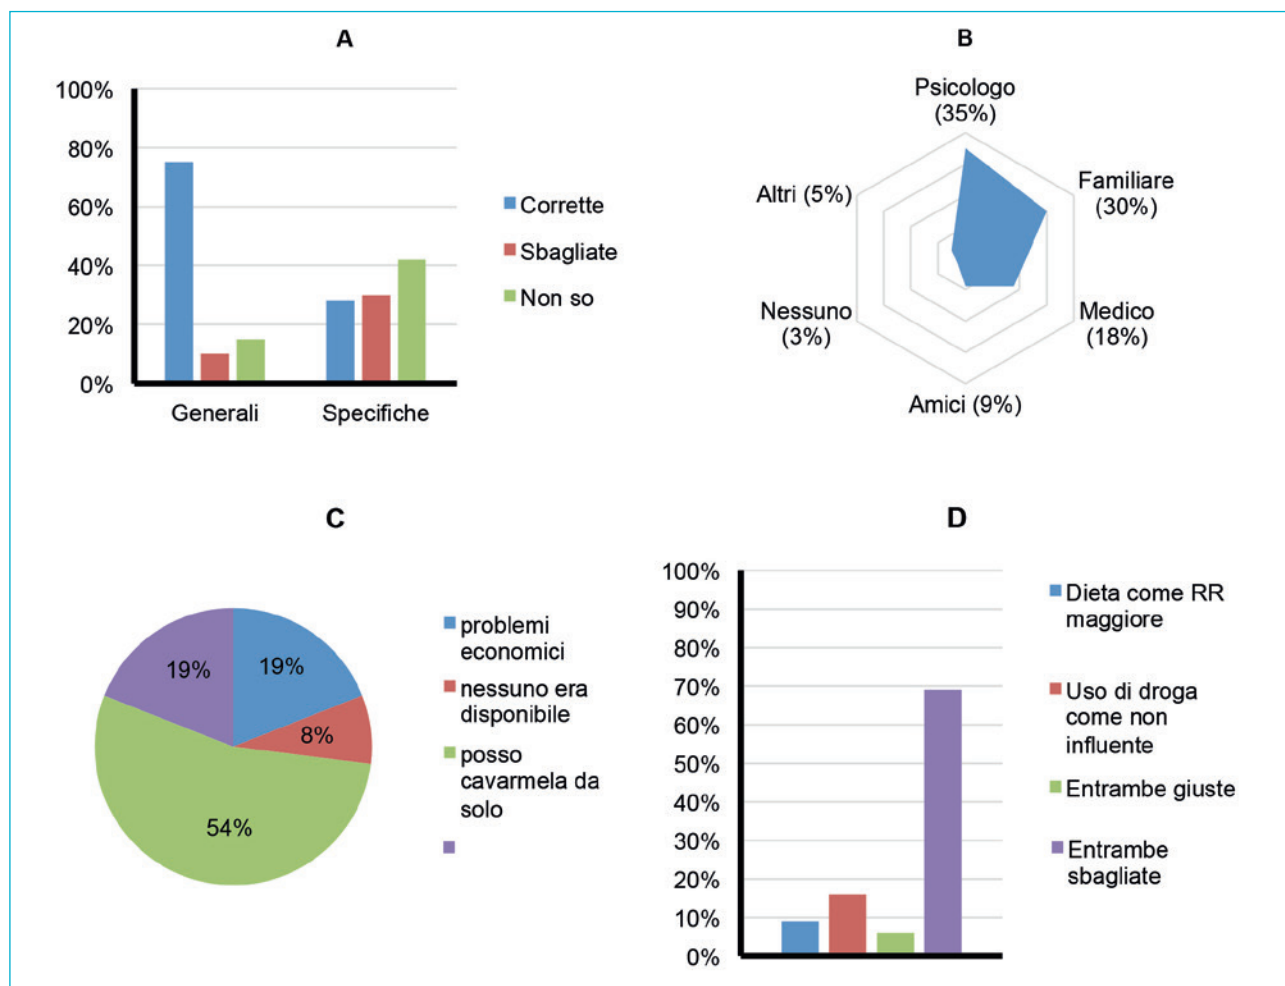 A
100%
80%
60%
40%
20%
0%
Generali
Specifiche
Corrette
Sbagliate
Non so
B
Psicologo
(35%)
Familiare
(30%)
Medico
(18%)
Amici (9%)
Nessuno
(3%)
Altri (5%)
C
19%
19%
8%
54%
problemi
economici
nessuno era
disponibile
posso
cavarmela da
solo
D
100%
90%
80%
70%
60%
50%
40%
30%
20%
10%
0%
Dieta come RR
maggiore
Uso di droga
come non
influente
Entrambe giuste
Entrambe
sbagliate